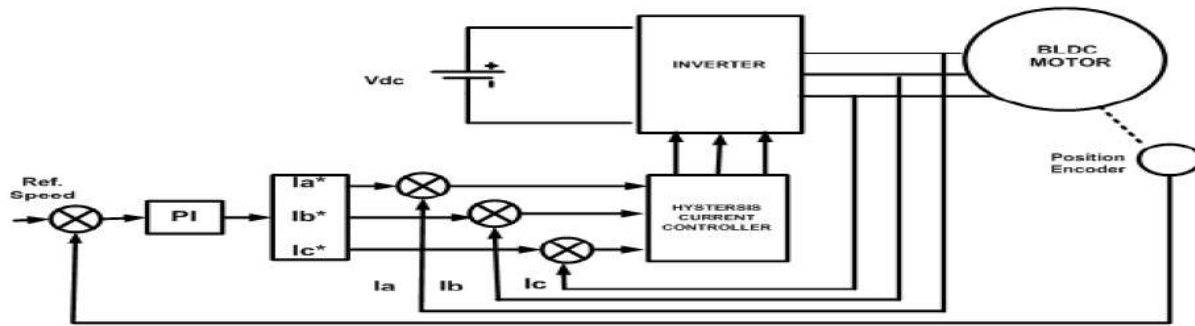 BLDC
MOTOR
INVERTER
Vdc
+
-
Position
Encoder
Ref.
Speed
PI
Ia*
Ib*
Ic*
HYSTERSIS
CURRENT
CONTROLLER
Ia
Ib
Ic